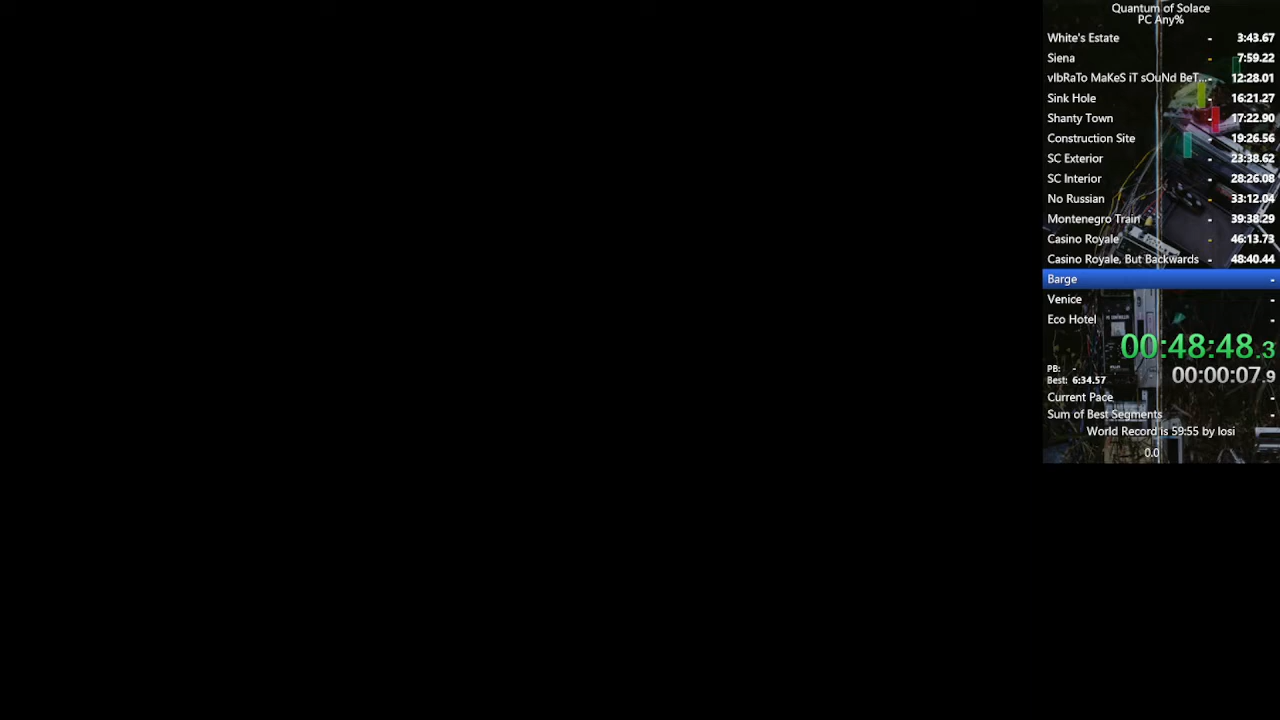 Quantum of Solace
PC Any%
White's Estate - 3:43.67
Siena - 7:59.22
vIbRaTo MaKeS iT sOuNd BeT... - 12:28.01
Sink Hole - 16:21.27
Shanty Town - 17:22.90
Construction Site - 19:26.56
SC Exterior - 23:38.62
SC Interior - 28:26.08
No Russian - 33:12.04
Montenegro Train - 39:38.29
Casino Royale - 46:13.73
Casino Royale, But Backwards - 48:40.44
Barge -
Venice -
Eco Hotel -
00:48:48.3
PB: -
Best: 6:34.57
00:00:07.9
Current Pace -
Sum of Best Segments -
World Record is 59:55 by losi
0.0